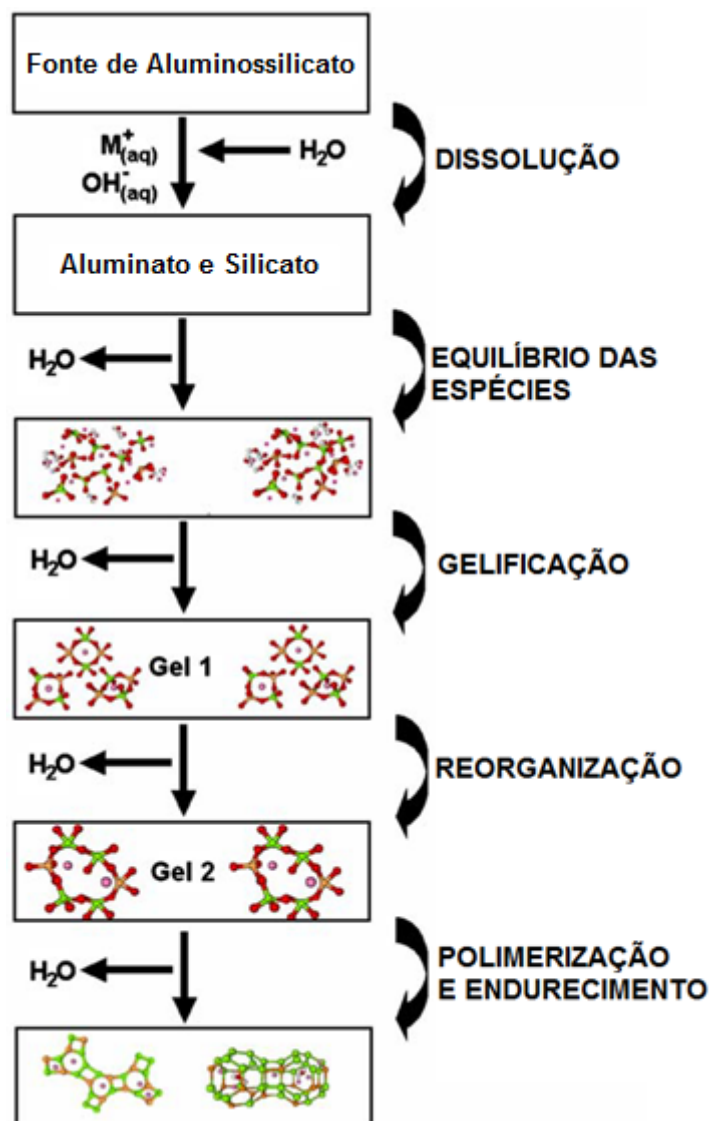 Fonte de Aluminossilicato
M⁺(aq)
H₂O
OH⁻(aq)
DISSOLUÇÃO
Aluminato e Silicato
H₂O
EQUILÍBRIO DAS
ESPÉCIES
H₂O
GELIFICAÇÃO
Gel 1
H₂O
REORGANIZAÇÃO
Gel 2
H₂O
POLIMERIZAÇÃO
E ENDURECIMENTO